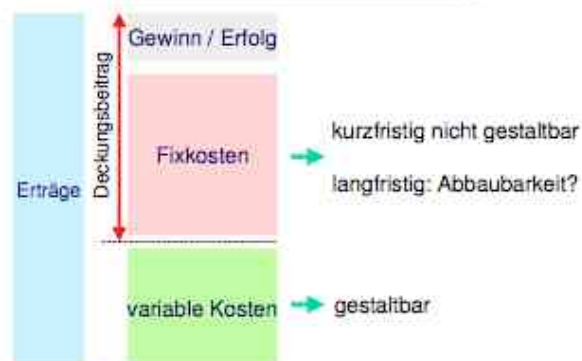 Gewinn / Erfolg
Deckungsbeitrag
Fixkosten
kurzfristig nicht gestaltbar
langfristig: Abbaubarkeit?
Erträge
variable Kosten
gestaltbar